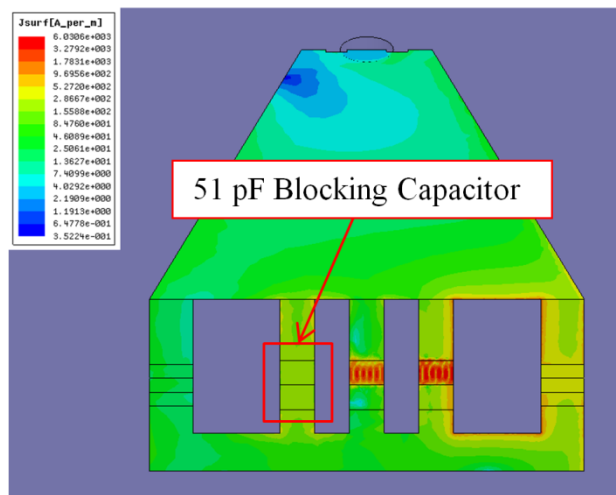 Jsurf[A_per_m]
6.0306e+003
3.2792e+003
1.7831e+003
9.6956e+002
5.2720e+002
2.8667e+002
1.5588e+002
8.4760e+001
4.6089e+001
2.5061e+001
1.3627e+001
7.4099e+000
4.0292e+000
2.1909e+000
1.1913e+000
6.4778e-001
3.5224e-001
51 pF Blocking Capacitor